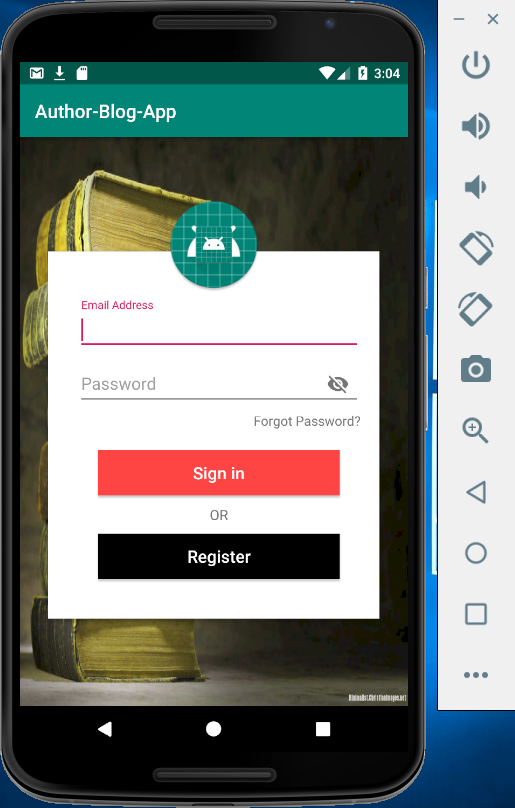 3:04
Author-Blog-App
Email Address
Password
Forgot Password?
Sign in
OR
Register